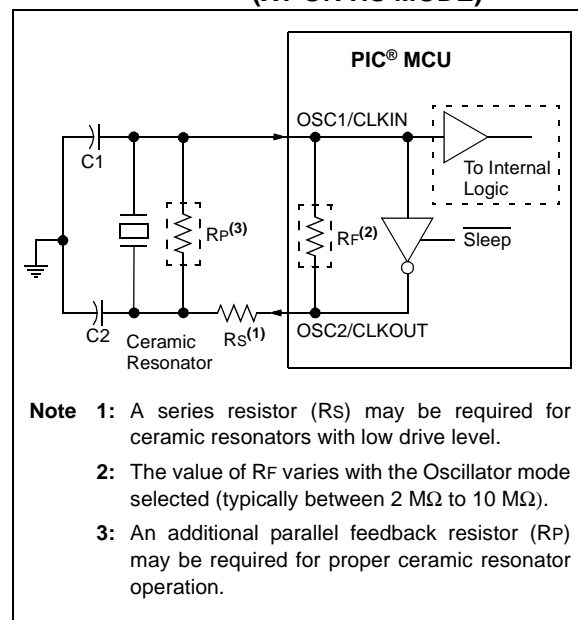 (XT OR HS MODE)
PIC® MCU
OSC1/CLKIN
C1
To Internal
Logic
RP(3)
RF(2)
Sleep
C2
Ceramic
Resonator
RS(1)
OSC2/CLKOUT
Note 1: A series resistor (RS) may be required for
ceramic resonators with low drive level.
2: The value of RF varies with the Oscillator mode
selected (typically between 2 MΩ to 10 MΩ).
3: An additional parallel feedback resistor (RP)
may be required for proper ceramic resonator
operation.